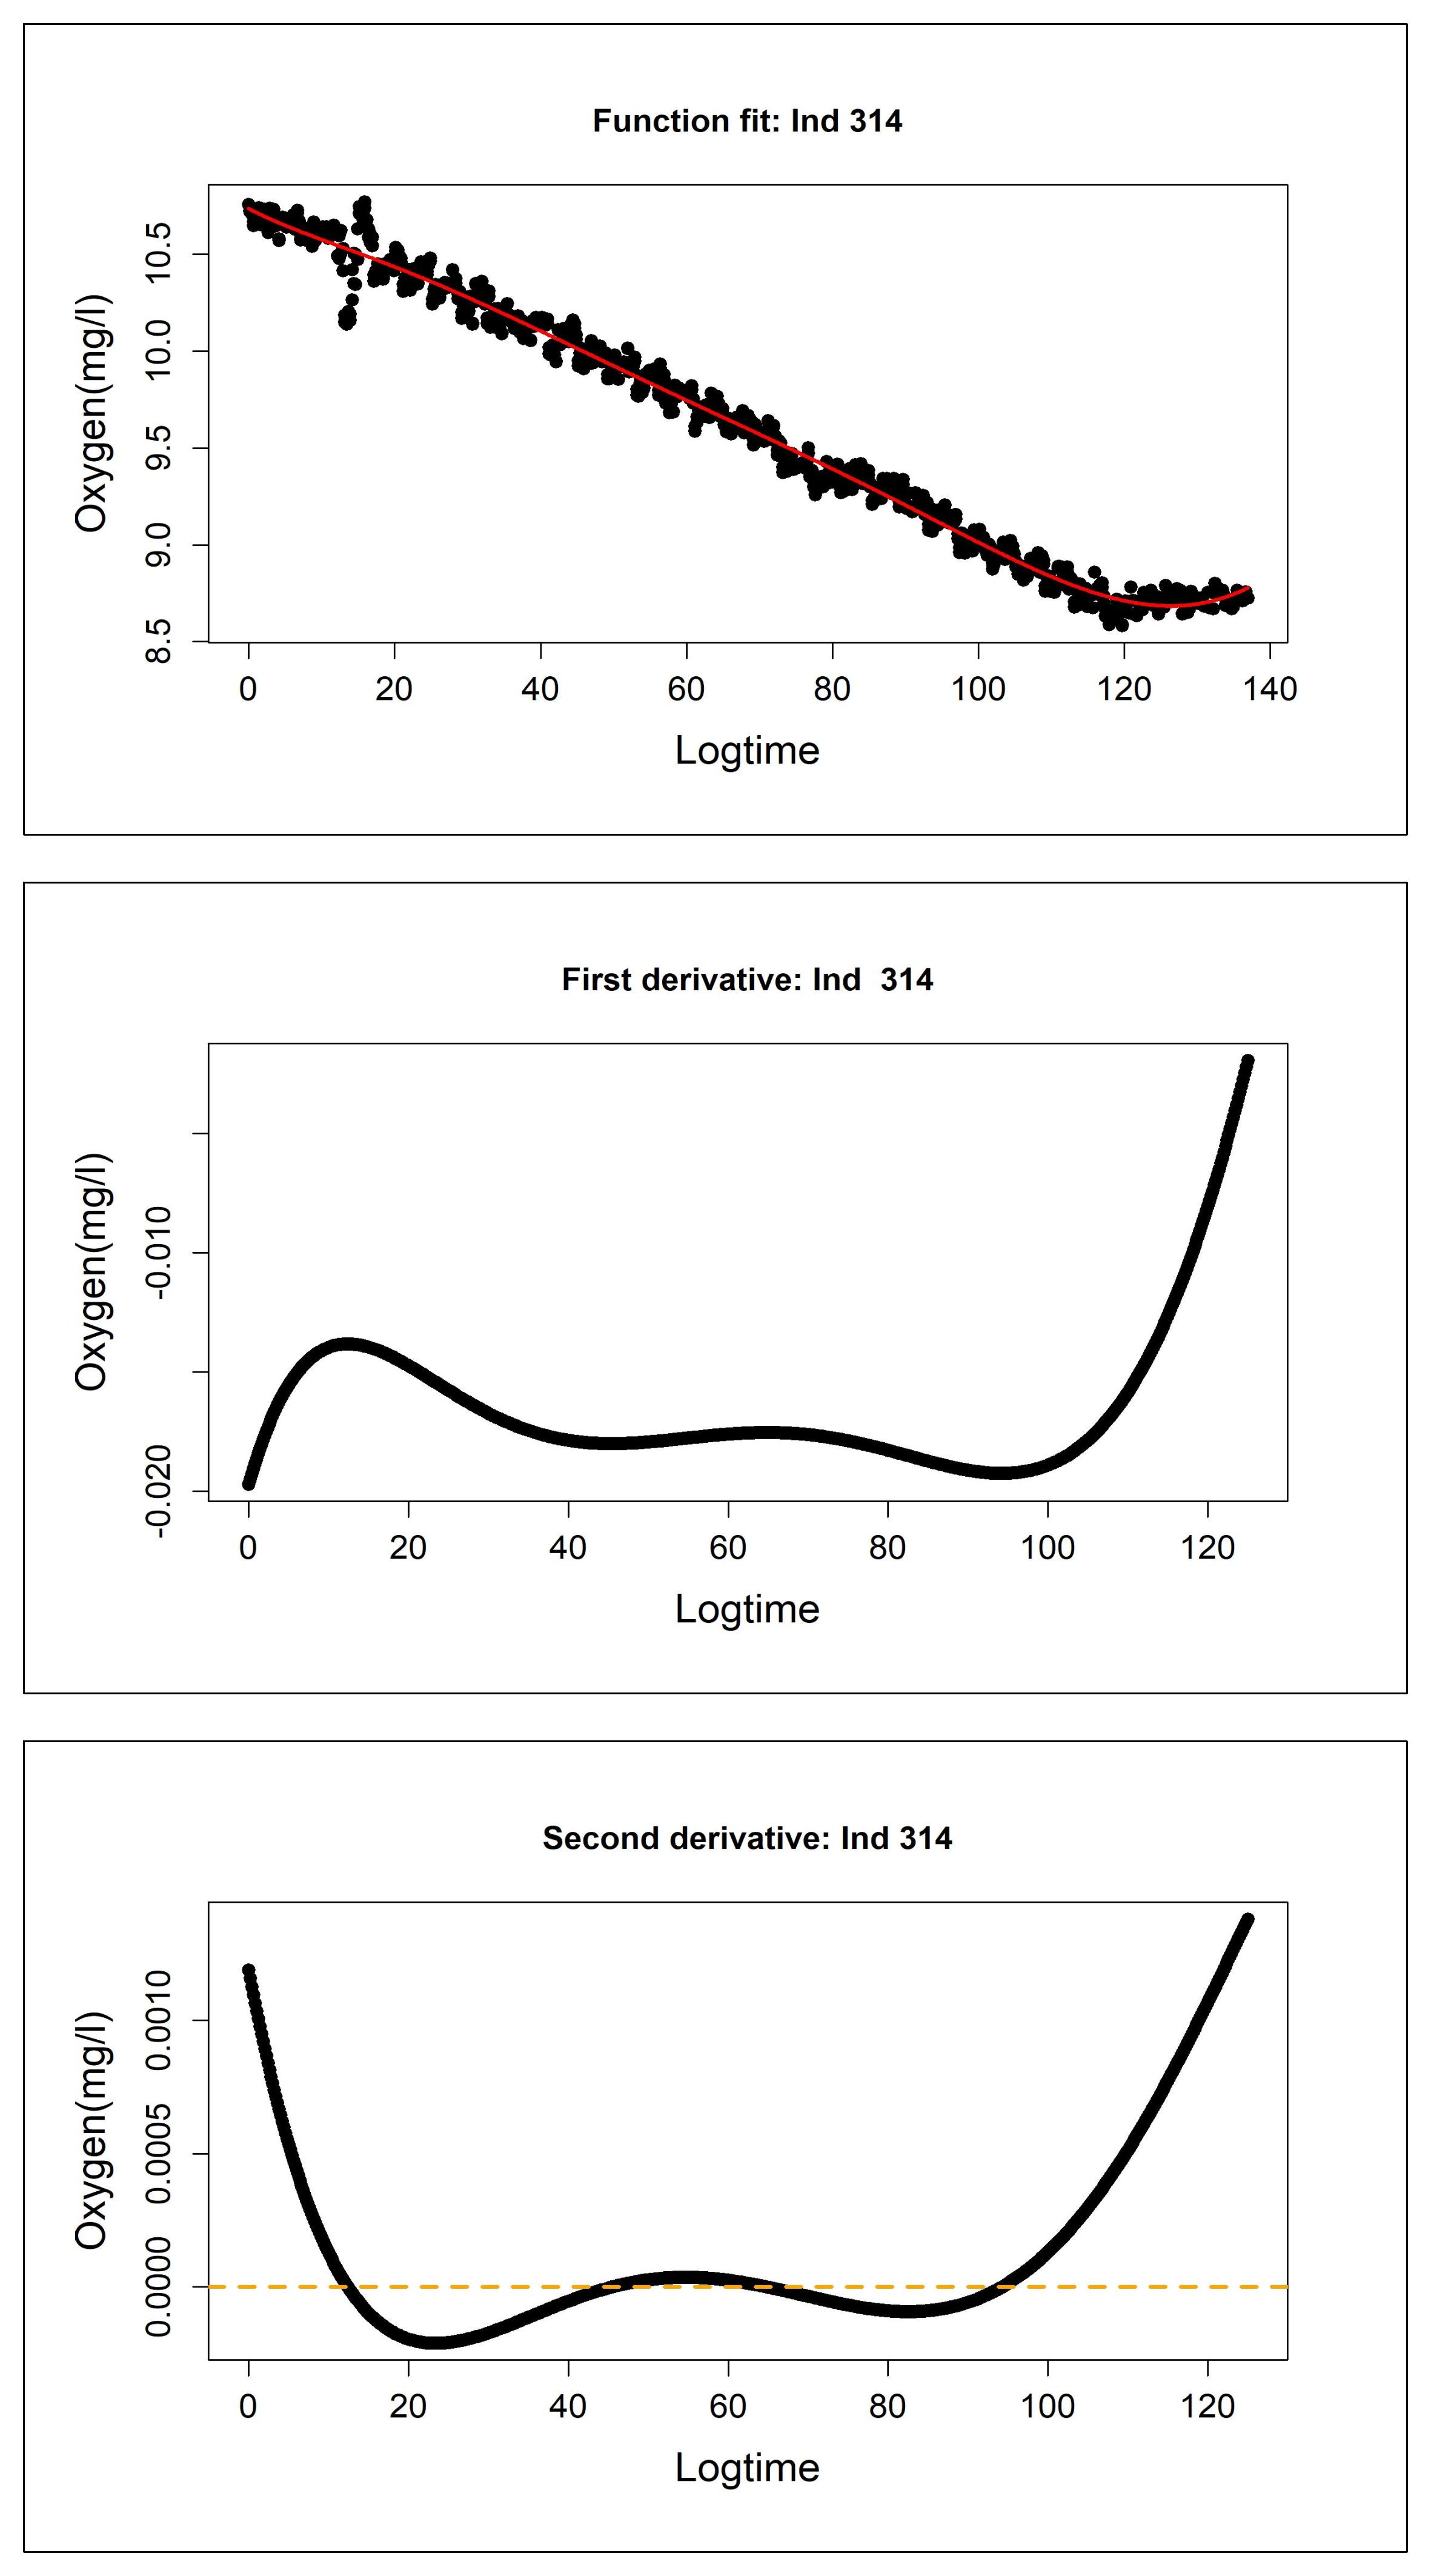 Function fit: Ind 314
Oxygen(mg/l)
10.5
10.0
9.5
9.0
8.5
0 20 40 60 80 100 120 140
Logtime
First derivative: Ind  314
Oxygen(mg/l)
-0.010
-0.020
0 20 40 60 80 100 120
Logtime
Second derivative: Ind 314
Oxygen(mg/l)
0.0010
0.0005
0.0000
0 20 40 60 80 100 120
Logtime